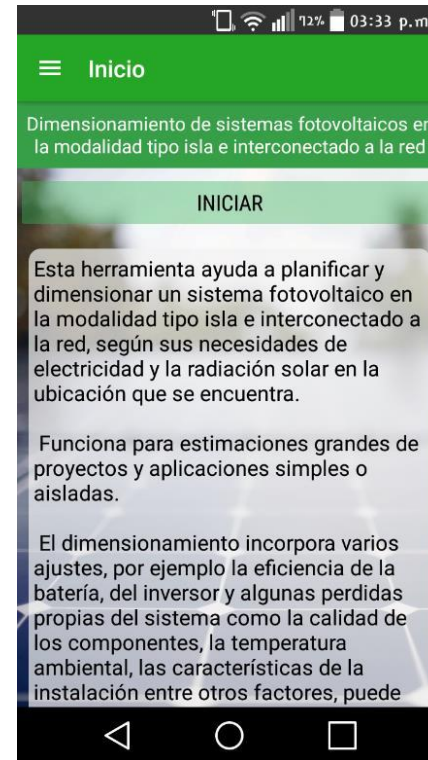 72% 03:33 p.m
Inicio
Dimensionamiento de sistemas fotovoltaicos en
la modalidad tipo isla e interconectado a la red
INICIAR
Esta herramienta ayuda a planificar y
dimensionar un sistema fotovoltaico en
la modalidad tipo isla e interconectado a
la red, según sus necesidades de
electricidad y la radiación solar en la
ubicación que se encuentra.
Funciona para estimaciones grandes de
proyectos y aplicaciones simples o
aisladas.
El dimensionamiento incorpora varios
ajustes, por ejemplo la eficiencia de la
batería, del inversor y algunas perdidas
propias del sistema como la calidad de
los componentes, la temperatura
ambiental, las características de la
instalación entre otros factores, puede